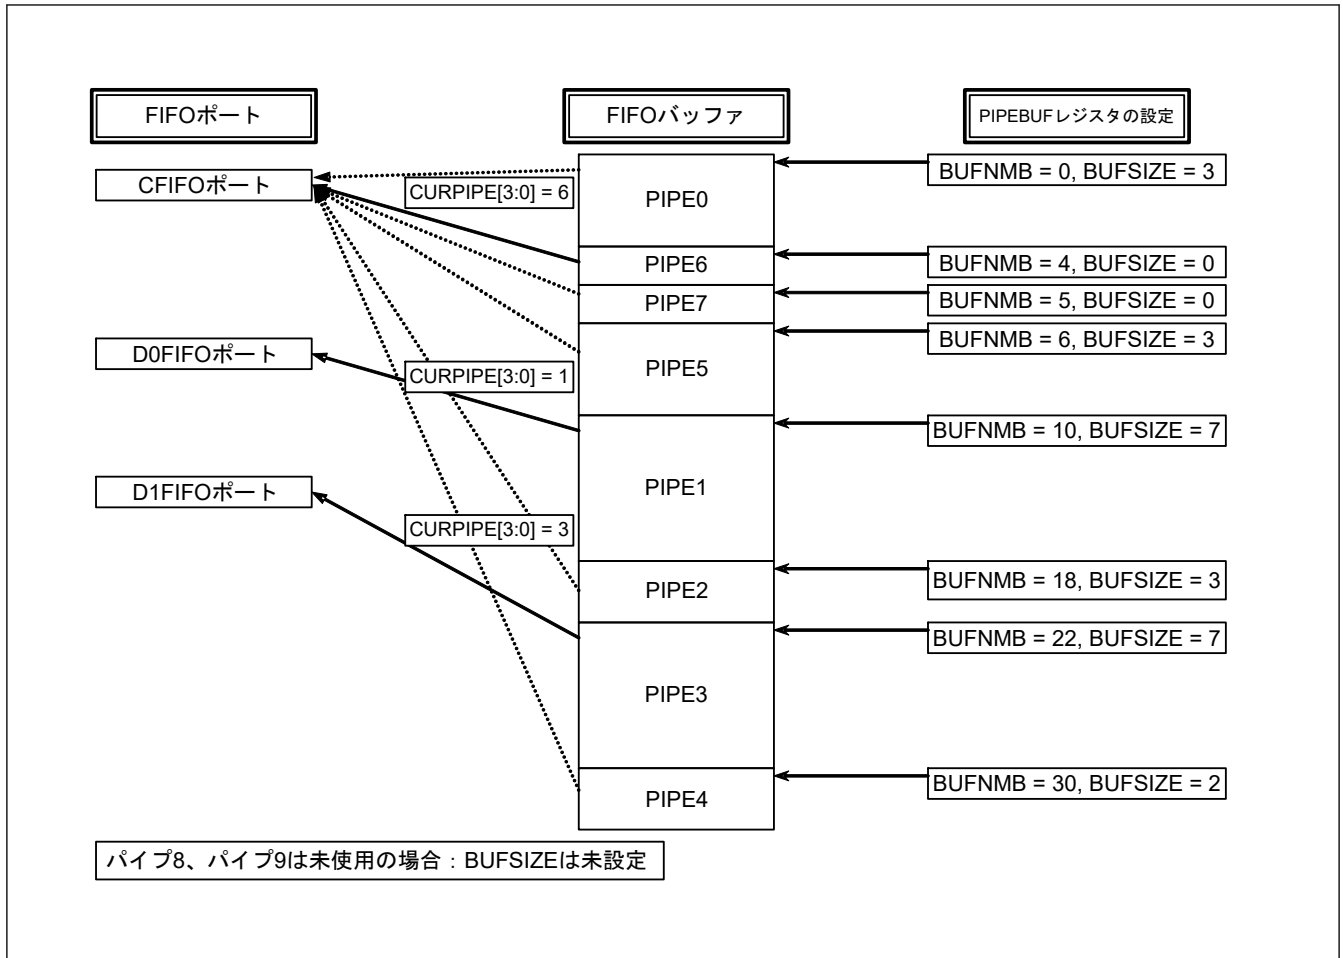 FIFOポート
FIFOバッファ
PIPEBUFレジスタの設定
CFIFOポート
CURPIPE[3:0] = 6
PIPE0
BUFNMB = 0, BUFSIZE = 3
PIPE6
BUFNMB = 4, BUFSIZE = 0
PIPE7
BUFNMB = 5, BUFSIZE = 0
D0FIFOポート
CURPIPE[3:0] = 1
PIPE5
BUFNMB = 6, BUFSIZE = 3
BUFNMB = 10, BUFSIZE = 7
D1FIFOポート
CURPIPE[3:0] = 3
PIPE1
PIPE2
BUFNMB = 18, BUFSIZE = 3
BUFNMB = 22, BUFSIZE = 7
PIPE3
PIPE4
BUFNMB = 30, BUFSIZE = 2
パイプ8、パイプ9は未使用の場合：BUFSIZEは未設定